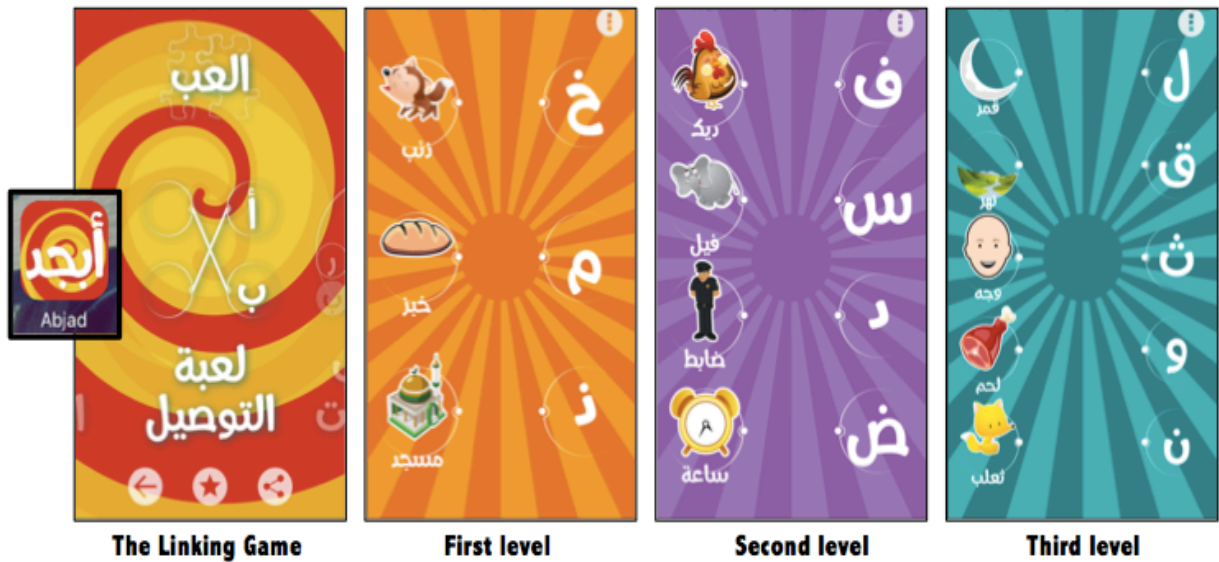 أبجد
Abjad
العب
أ
ب
لعبة
التوصيل
The Linking Game
خ
ذئب
م
خبز
ذ
مسجد
First level
ف
ديك
س
فيل
د
ضابط
ض
ساعة
Second level
ل
قمر
ق
نهر
ث
وجه
و
لحم
ن
ثعلب
Third level